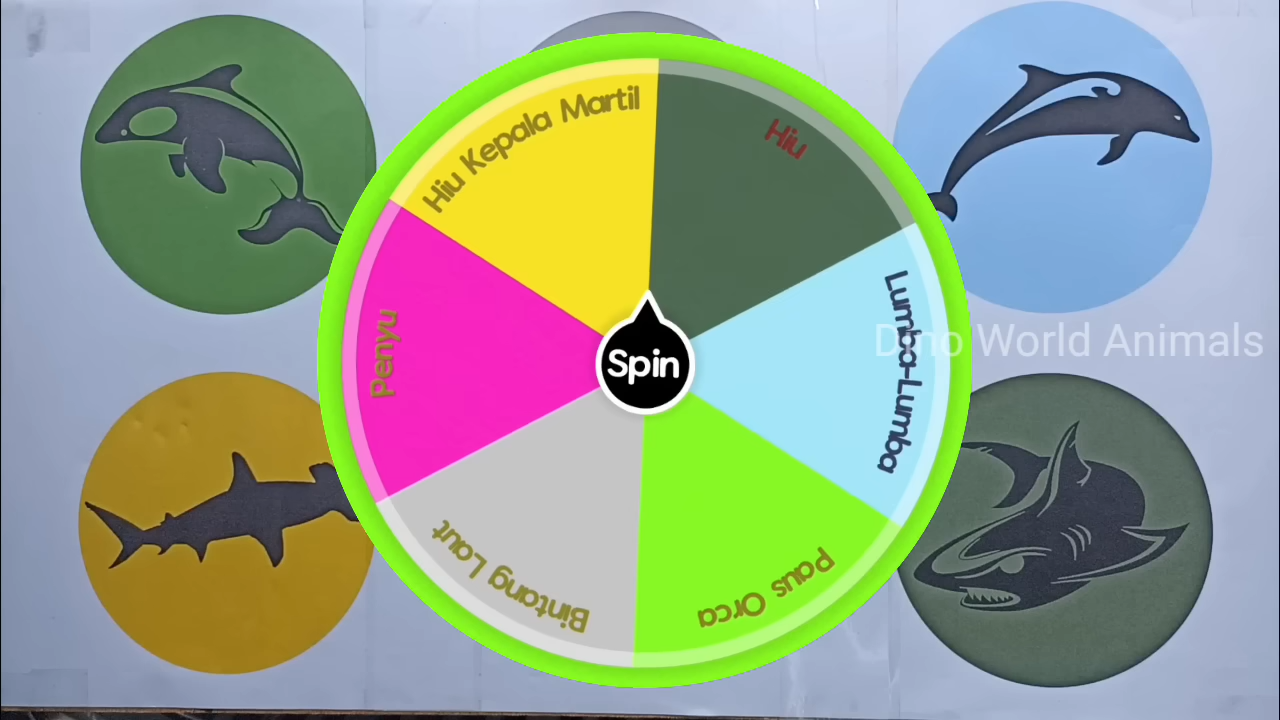 Hiu Kepala Martil
Hiu
Lumba-Lumba
Paus Orca
Bintang Laut
Penyu
Spin
Dino World Animals